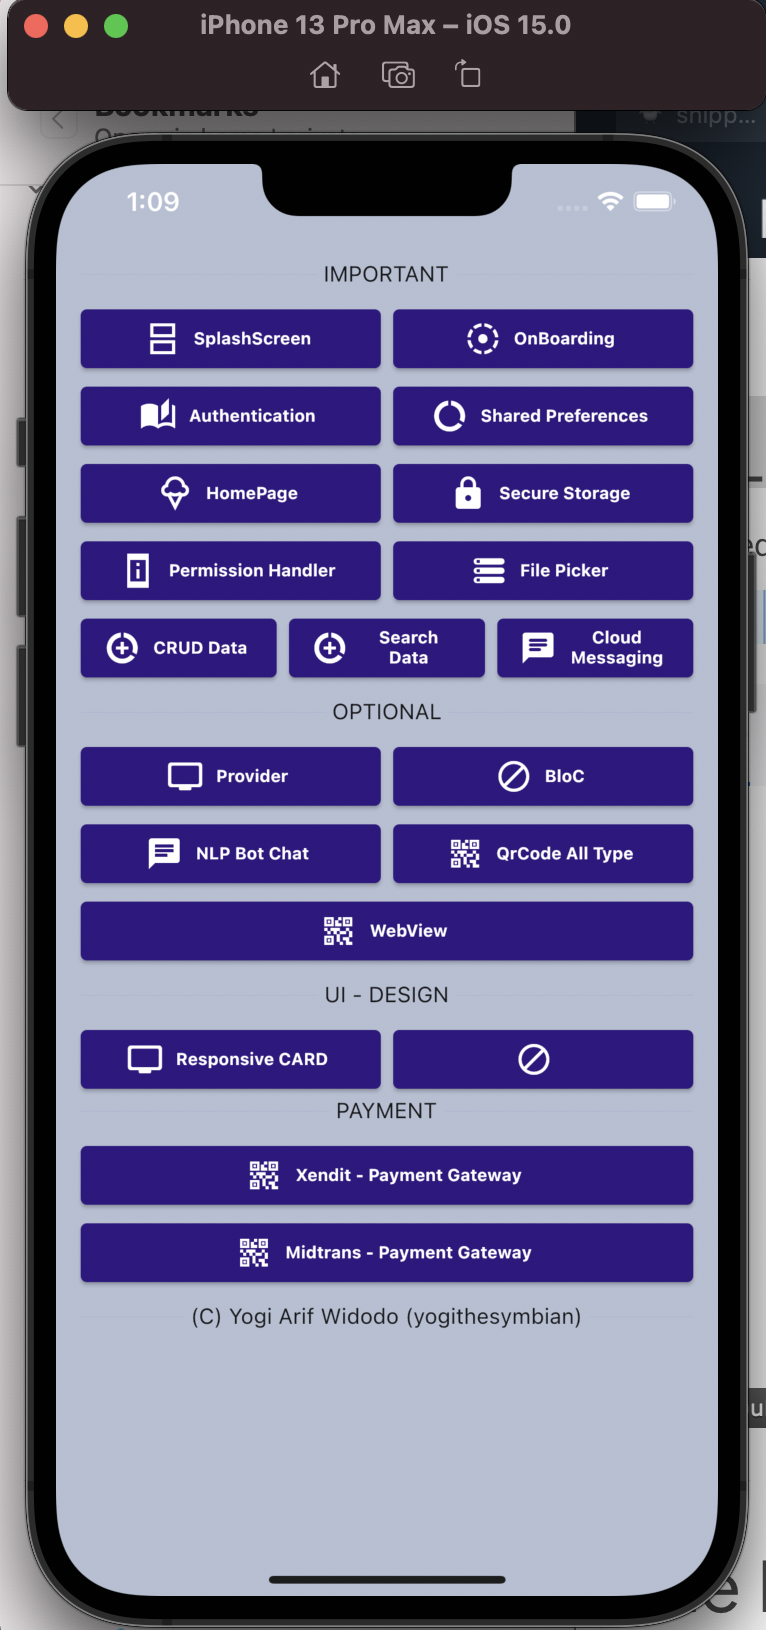 iPhone 13 Pro Max – iOS 15.0
Bookmarks
snipp...
1:09
IMPORTANT
SplashScreen
OnBoarding
Authentication
Shared Preferences
HomePage
Secure Storage
Permission Handler
File Picker
CRUD Data
Search
Data
Cloud
Messaging
OPTIONAL
Provider
BloC
NLP Bot Chat
QrCode All Type
WebView
UI - DESIGN
Responsive CARD
PAYMENT
Xendit - Payment Gateway
Midtrans - Payment Gateway
(C) Yogi Arif Widodo (yogithesymbian)